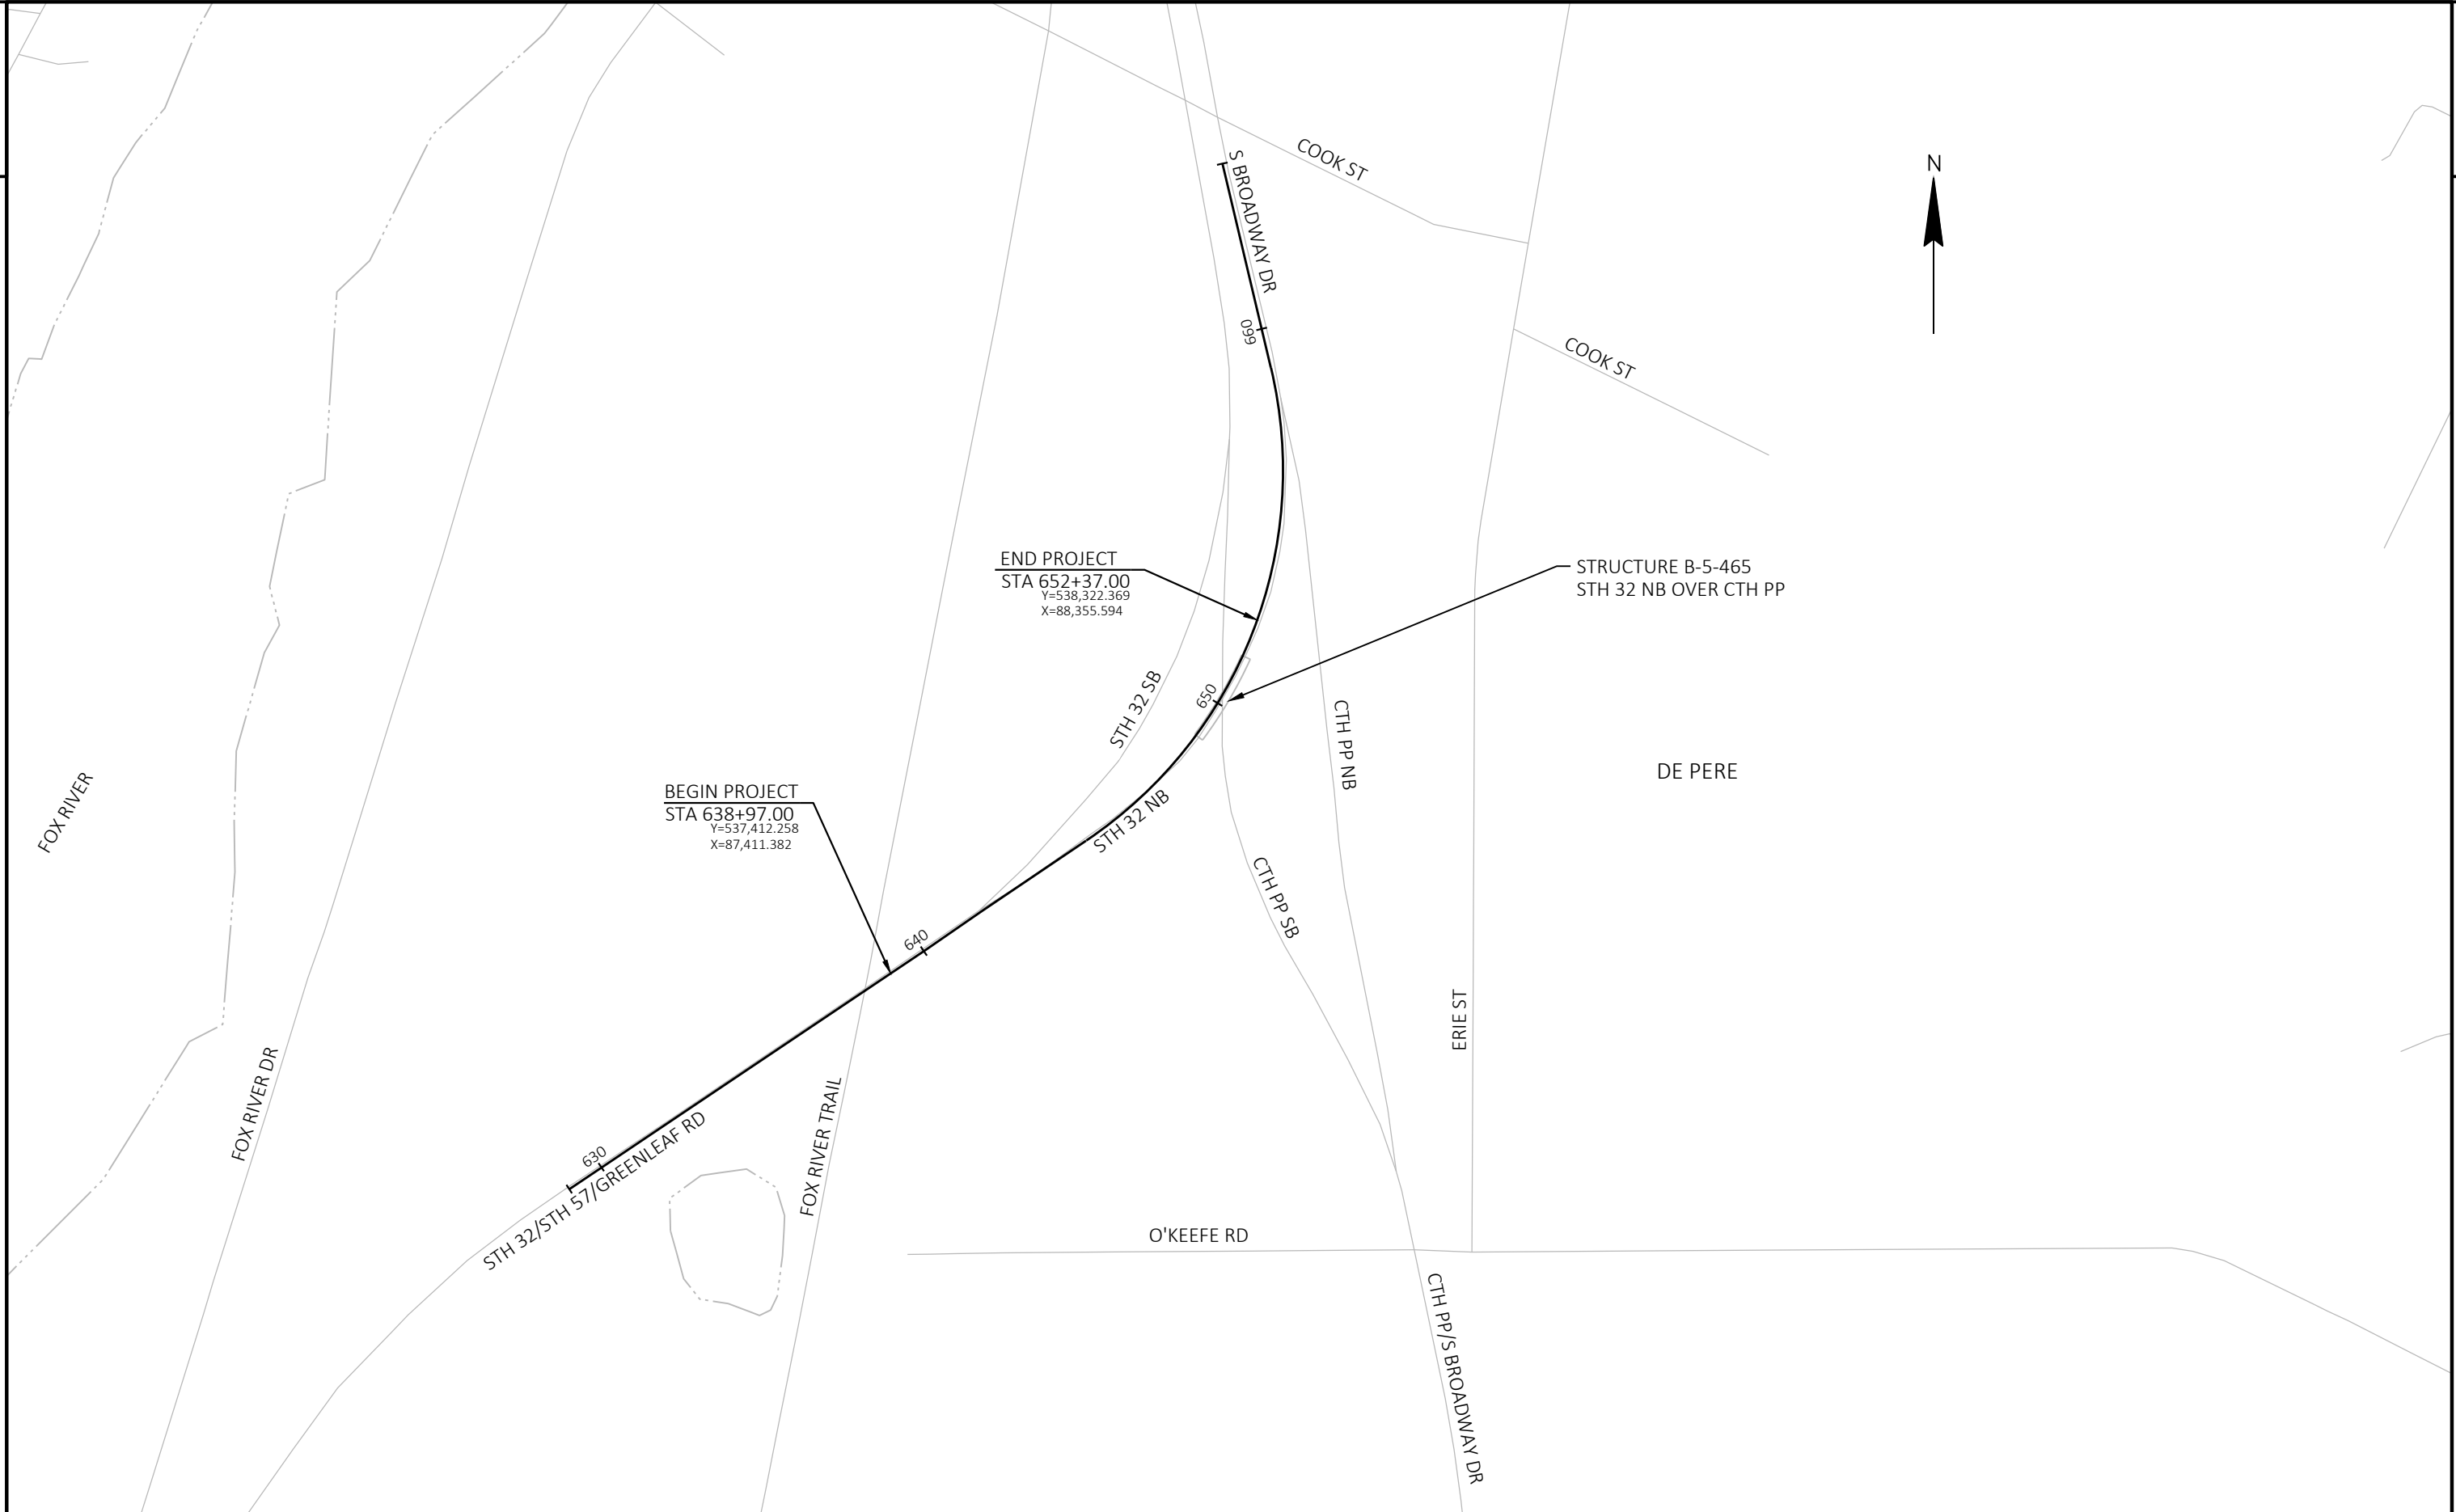 COOK ST
N
S BROADWAY DR
660
COOK ST
END PROJECT
STA 652+37.00
Y=538,322.369
X=88,355.594
STRUCTURE B-5-465
STH 32 NB OVER CTH PP
650
STH 32 SB
CTH PP NB
DE PERE
FOX RIVER
BEGIN PROJECT
STA 638+97.00
Y=537,412.258
X=87,411.382
STH 32 NB
CTH PP SB
640
ERIE ST
FOX RIVER DR
630
STH 32/STH 57/GREENLEAF RD
FOX RIVER TRAIL
O'KEEFE RD
CTH PP/S BROADWAY DR